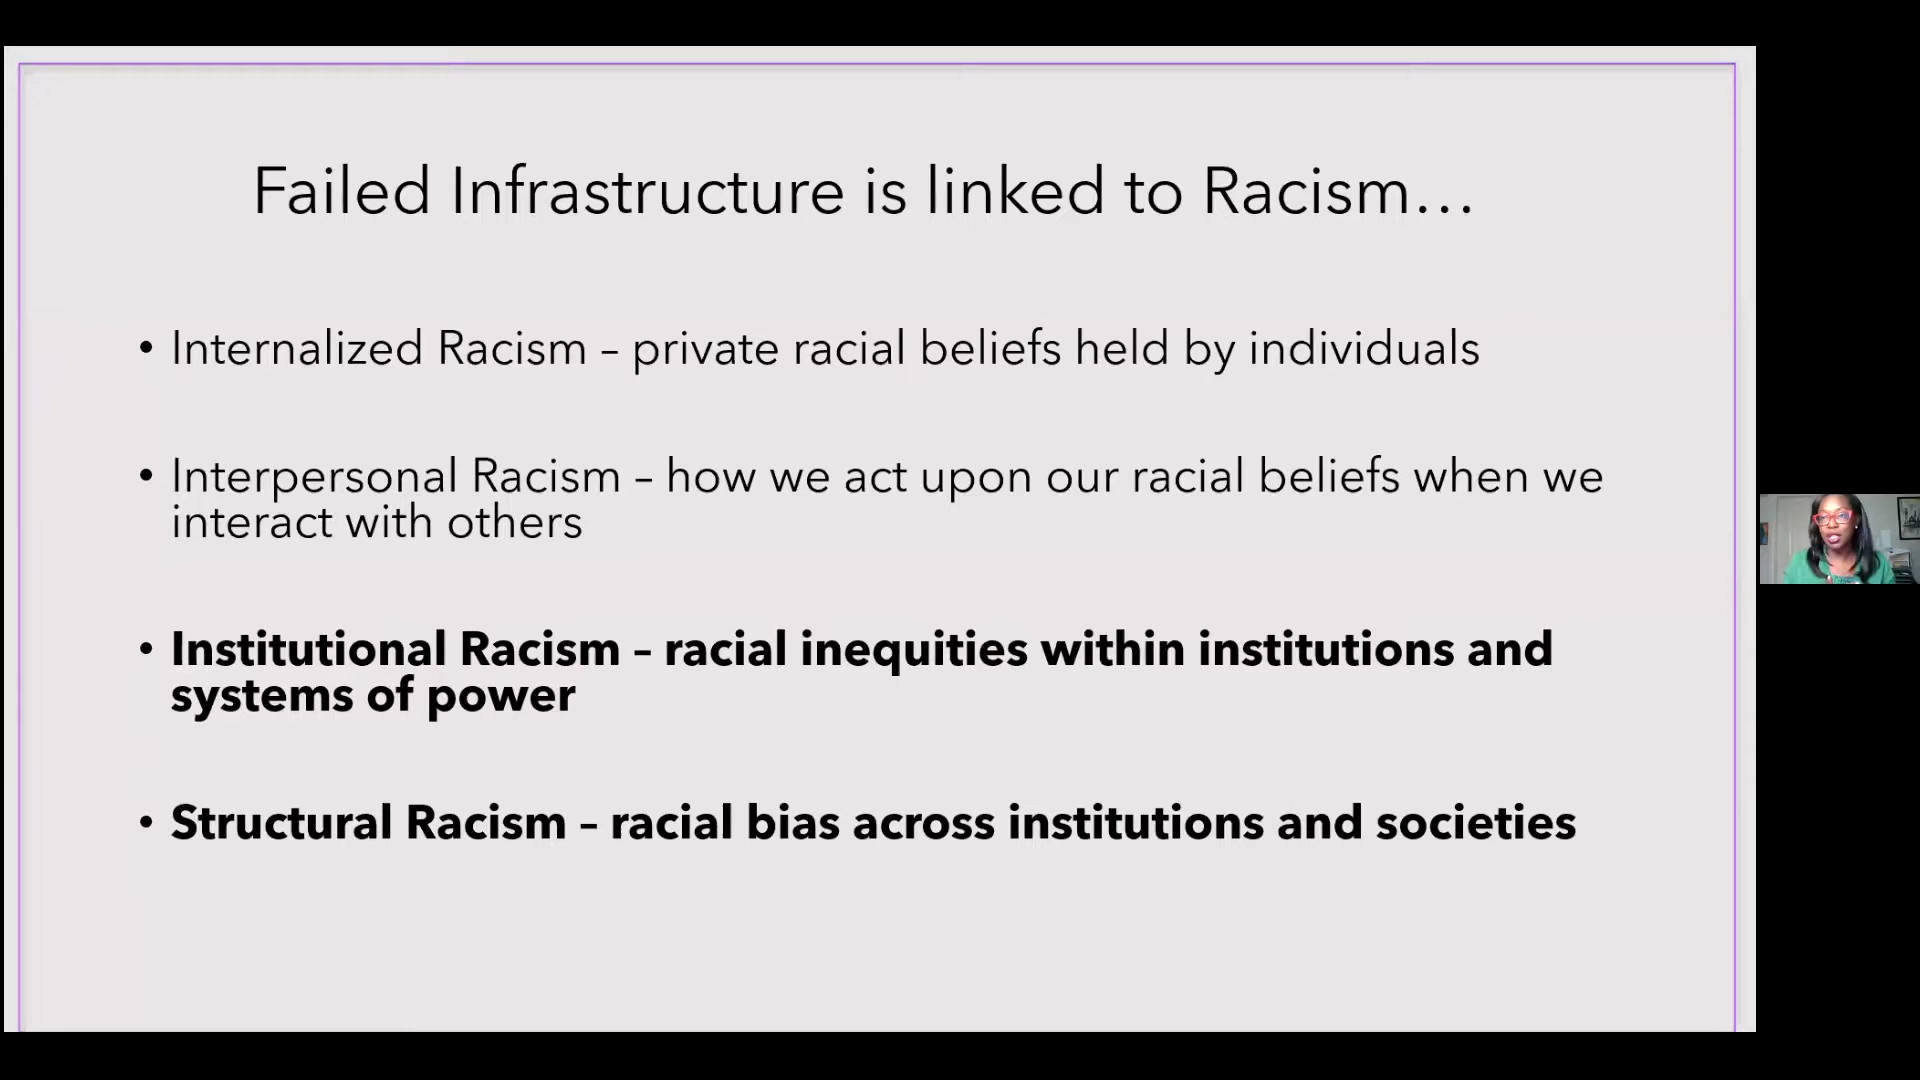 Failed Infrastructure is linked to Racism…
• Internalized Racism – private racial beliefs held by individuals
• Interpersonal Racism – how we act upon our racial beliefs when we
interact with others
• Institutional Racism – racial inequities within institutions and
systems of power
• Structural Racism – racial bias across institutions and societies